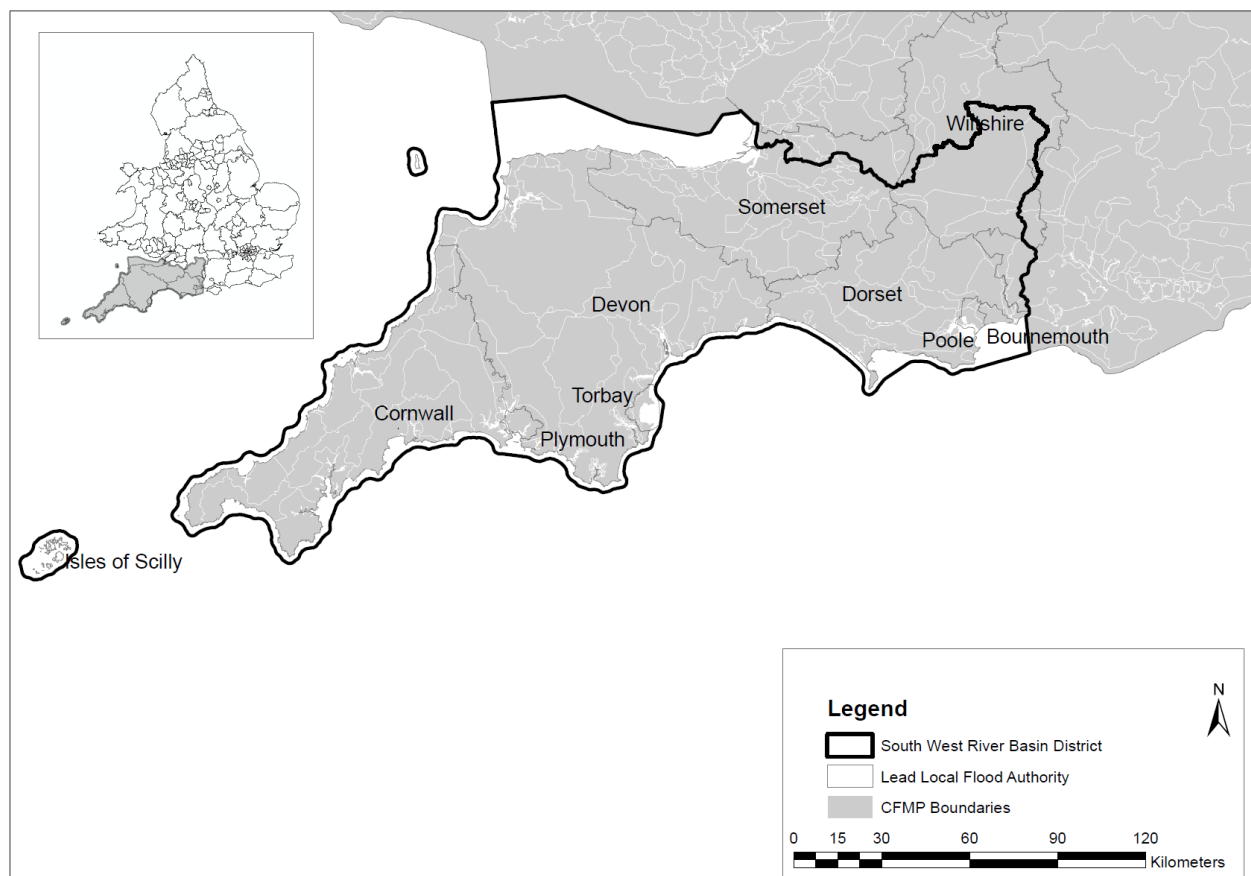 Wiltshire
Somerset
Devon
Dorset
Poole
Bournemouth
Torbay
Cornwall
Plymouth
Isles of Scilly
Legend
N
South West River Basin District
Lead Local Flood Authority
CFMP Boundaries
0 15 30 60 90 120
Kilometers